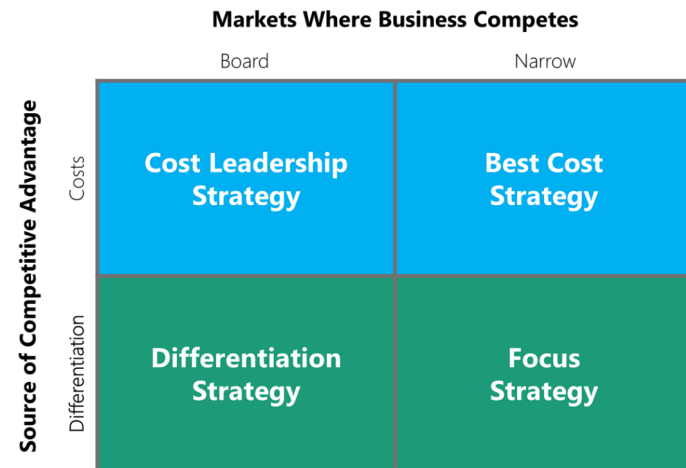 Markets Where Business Competes
Board
Narrow
Source of Competitive Advantage
Costs
Cost Leadership
Strategy
Best Cost
Strategy
Differentiation
Differentiation
Strategy
Focus
Strategy